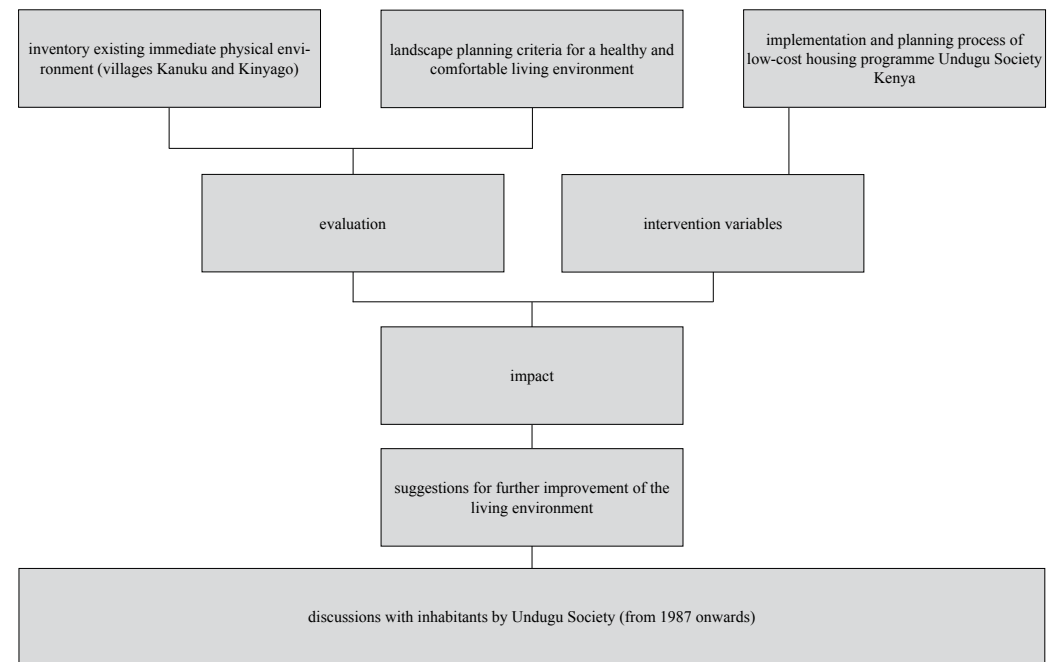 inventory existing immediate physical envi-
ronment (villages Kanuku and Kinyago)
landscape planning criteria for a healthy and
comfortable living environment
implementation and planning process of
low-cost housing programme Undugu Society
Kenya
evaluation
intervention variables
impact
suggestions for further improvement of the
living environment
discussions with inhabitants by Undugu Society (from 1987 onwards)